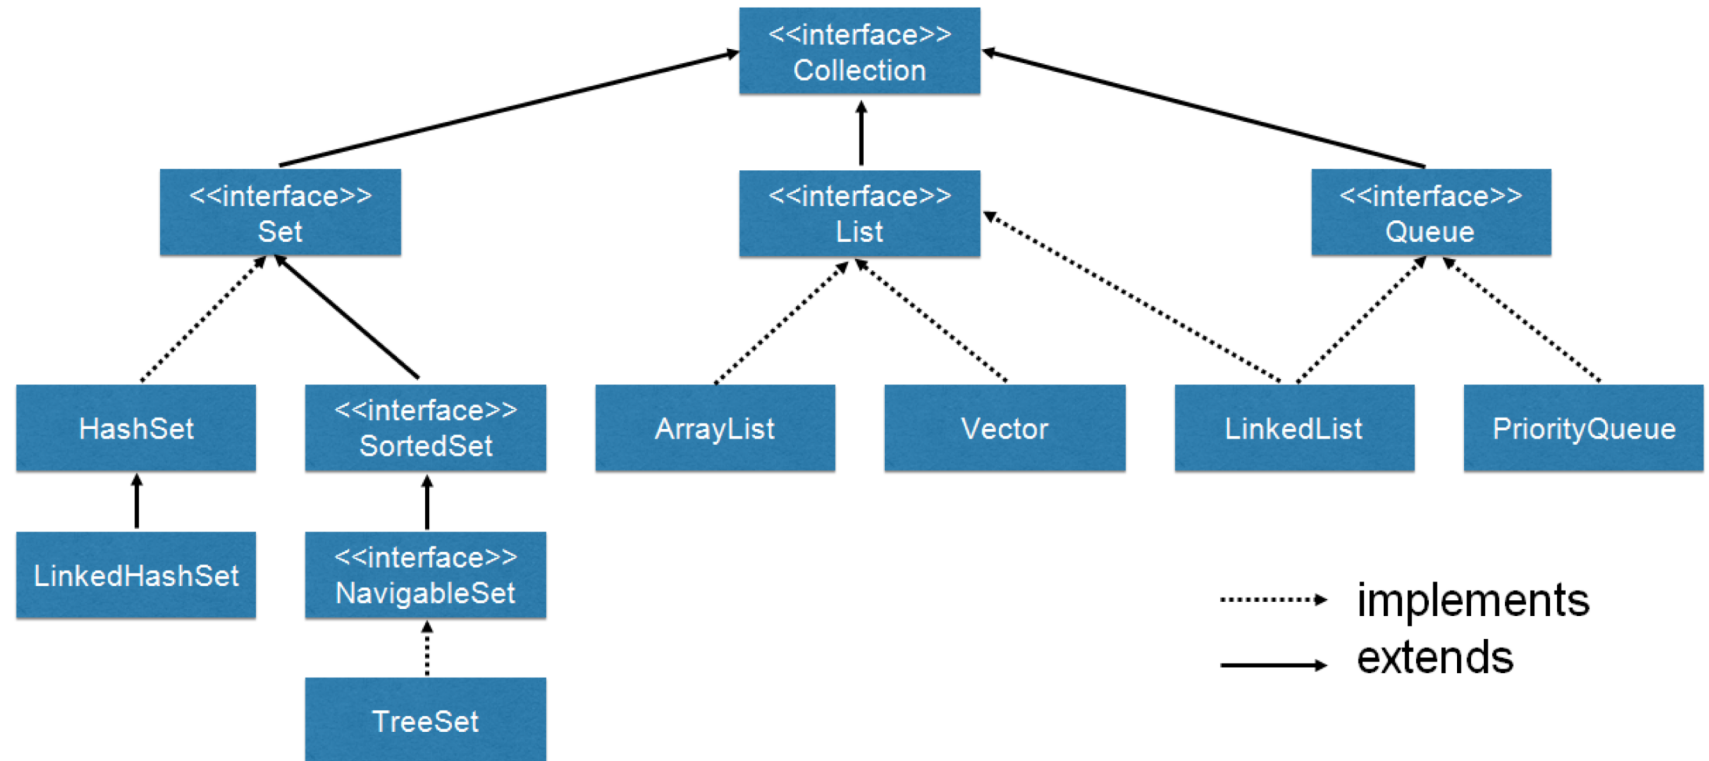 <<interface>>
Collection
<<interface>>
Set
<<interface>>
List
<<interface>>
Queue
HashSet
<<interface>>
SortedSet
ArrayList
Vector
LinkedList
PriorityQueue
LinkedHashSet
<<interface>>
NavigableSet
implements
extends
TreeSet